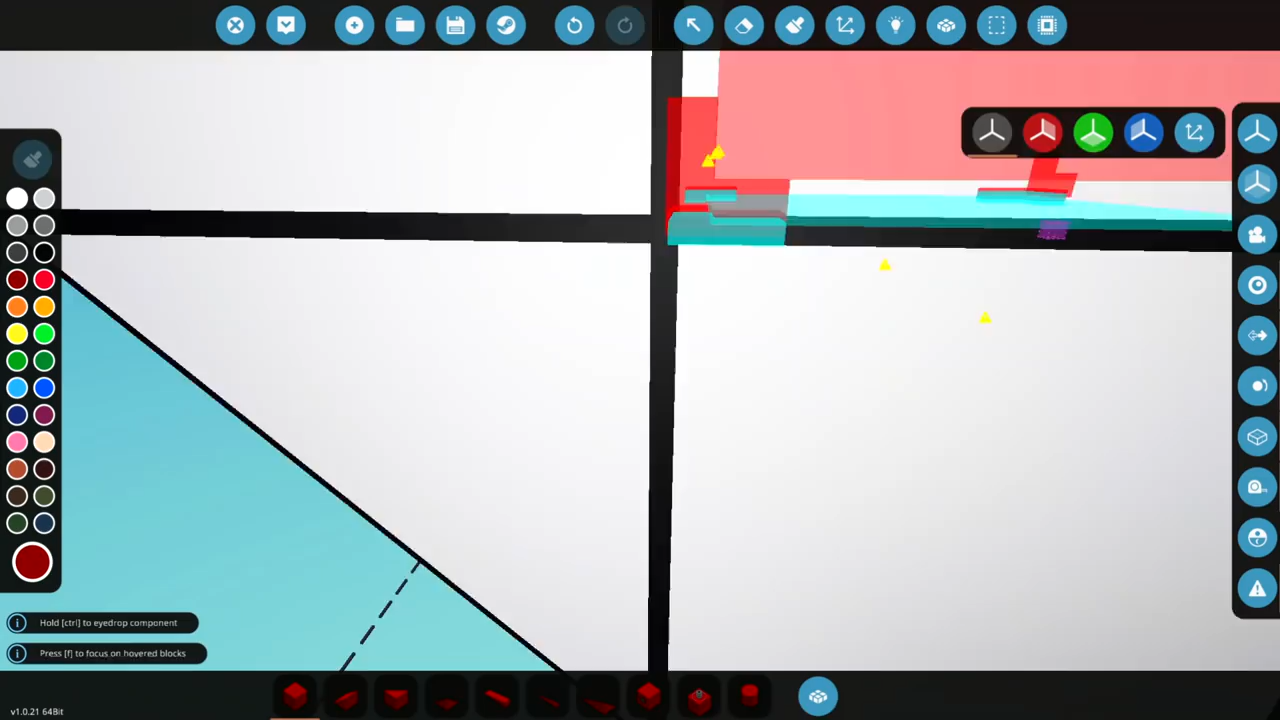 Hold [ctrl] to eyedrop component
Press [f] to focus on hovered blocks
v1.0.21 64Bit